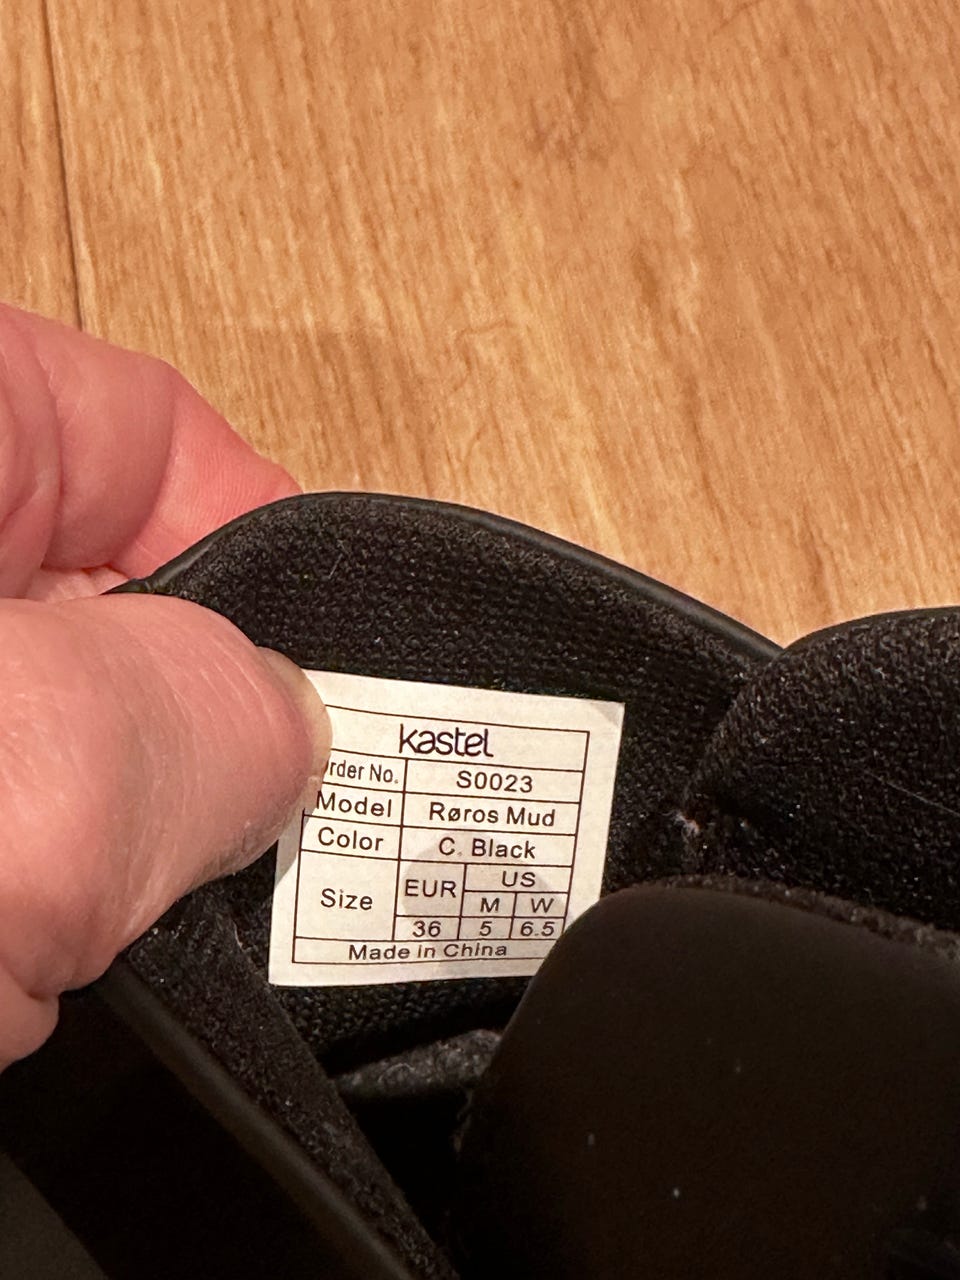 kastel
rder No. S0023
Model Røros Mud
Color C. Black
Size EUR US
M W
36 5 6.5
Made in China